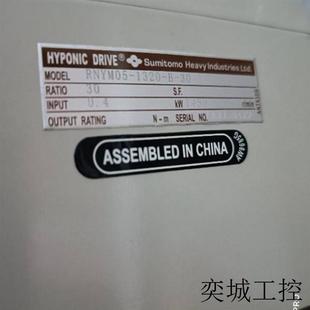 HYPONIC DRIVE® Sumitomo Heavy Industries Ltd.
MODEL RNYM05-1320-B-30
RATIO 30 S.F.
INPUT 0.4 kW
OUTPUT RATING N-m SERIAL NO.
ASSEMBLED IN CHINA
奕城工控